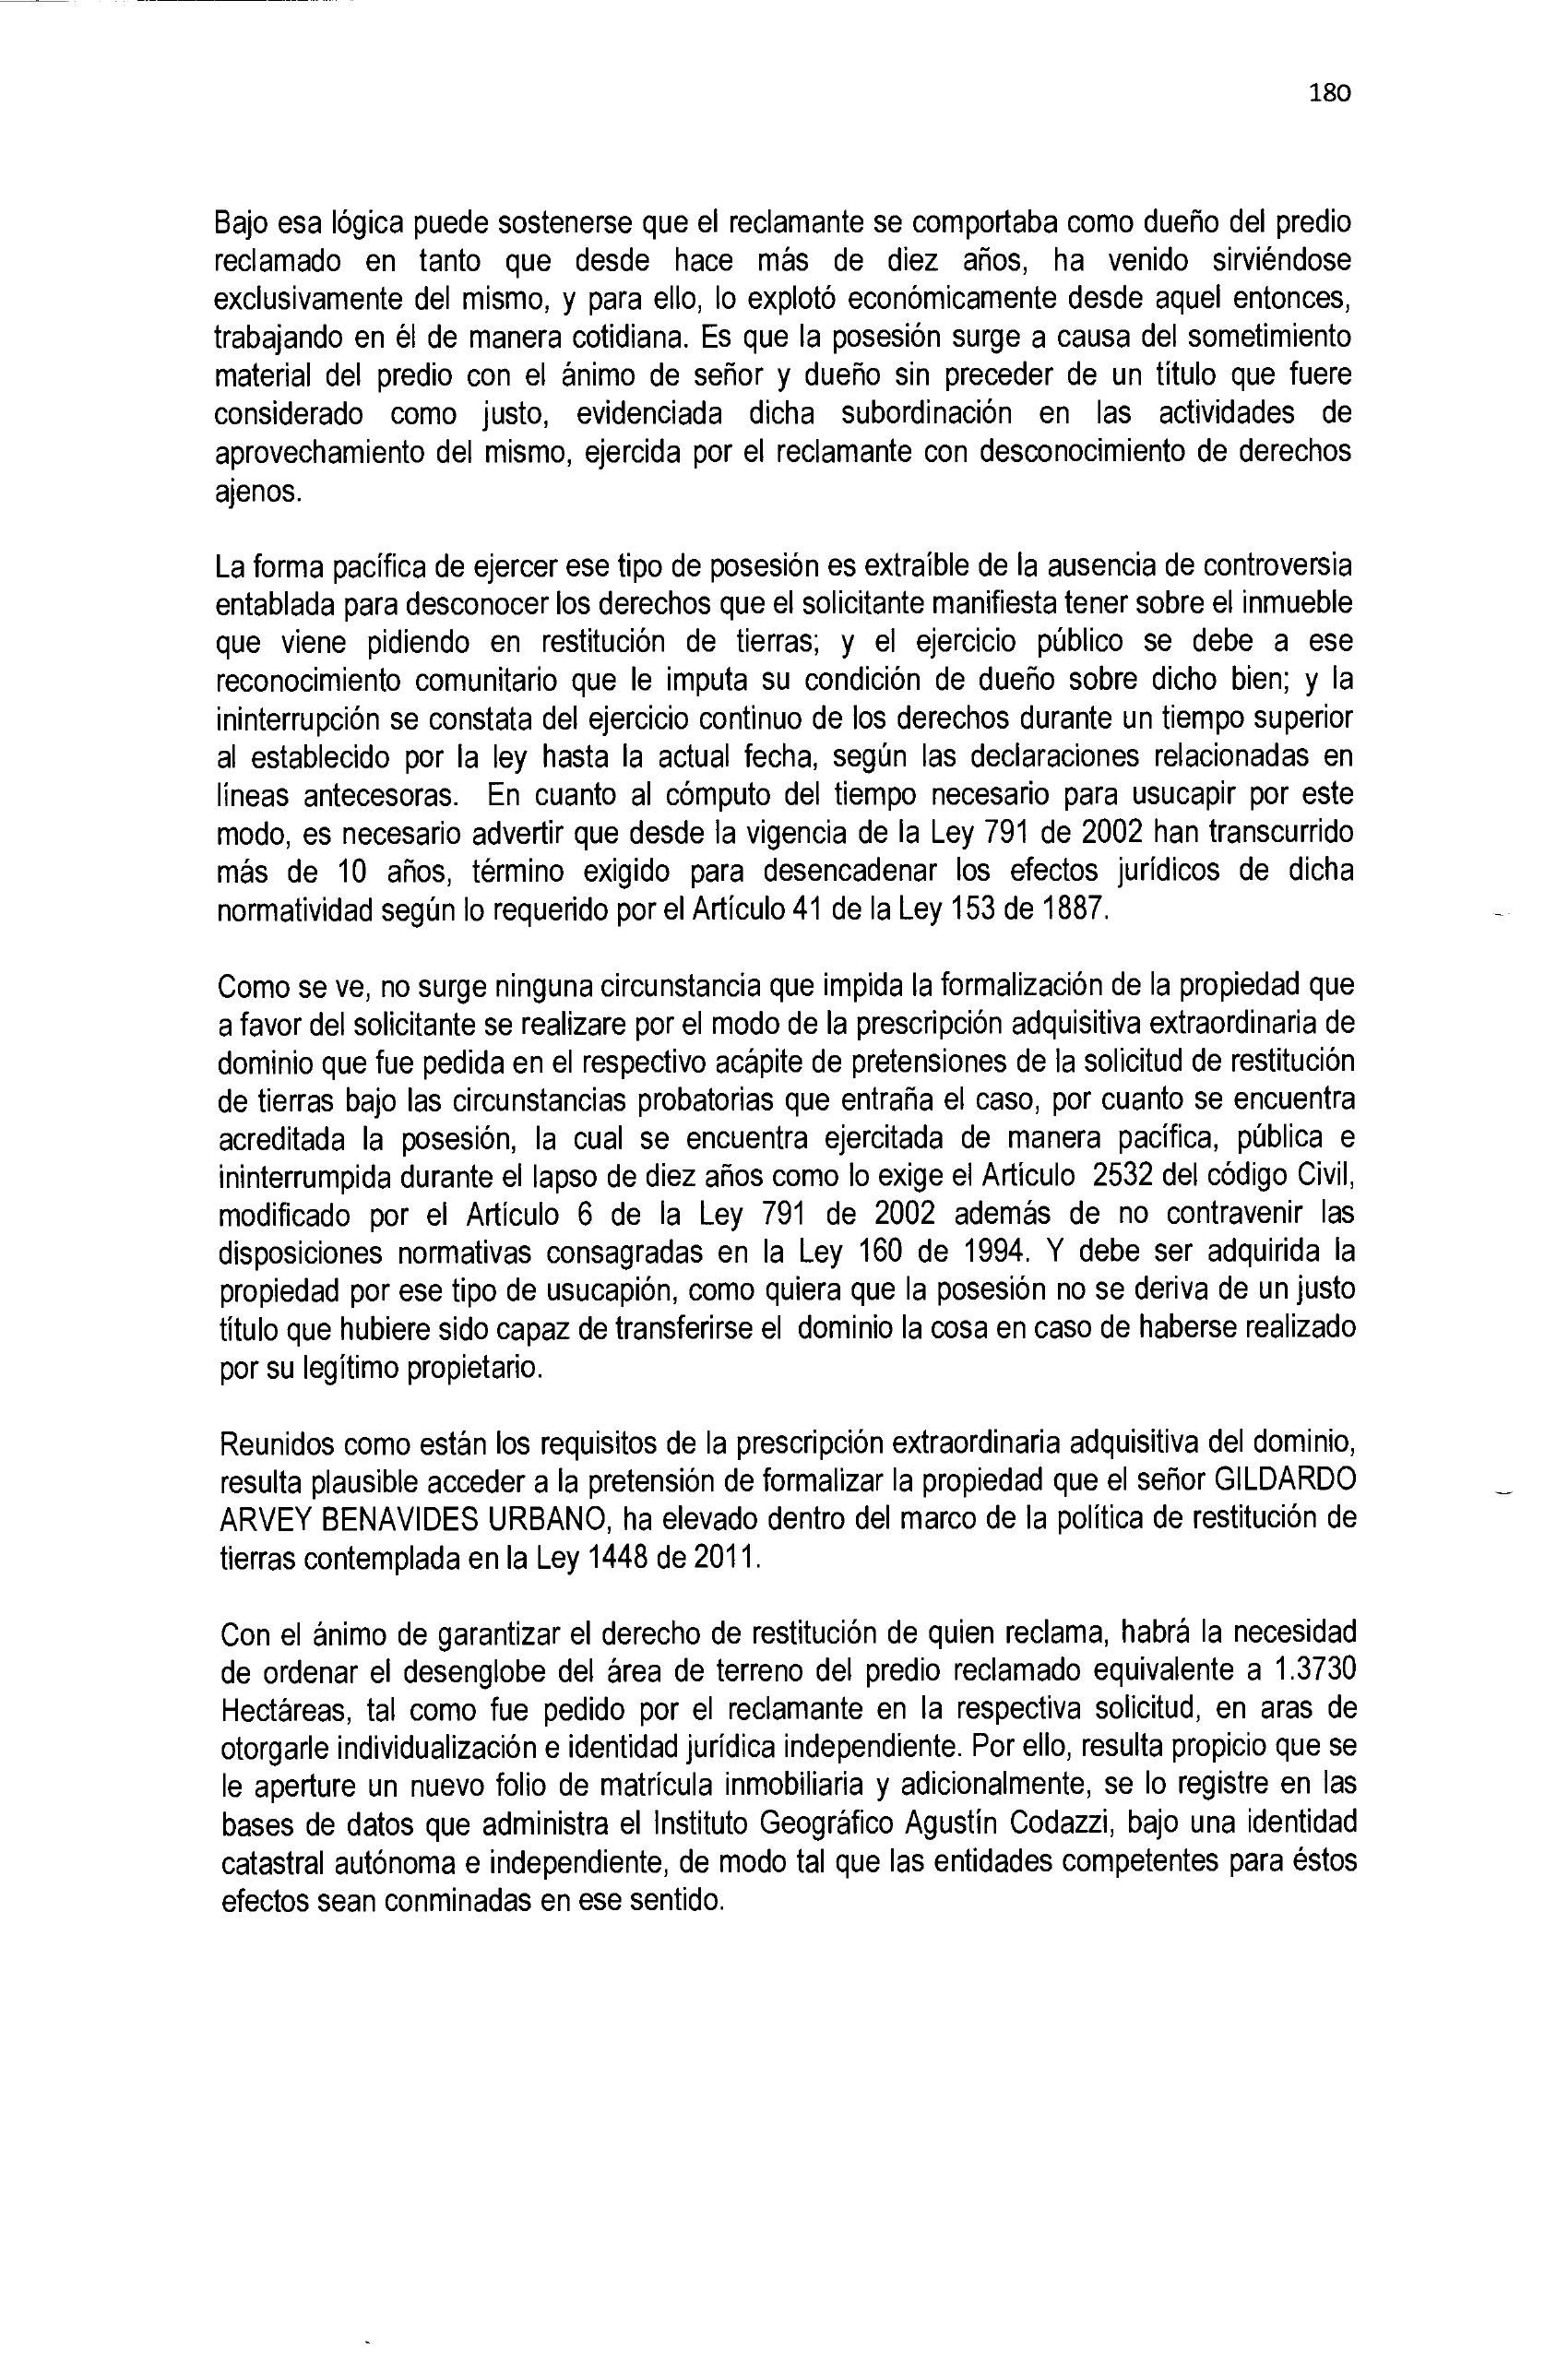 180
Bajo esa lógica puede sostenerse que el reclamante se comportaba como dueño del predio
reclamado en tanto que desde hace más de diez años, ha venido sirviéndose
exclusivamente del mismo, y para ello, lo explotó económicamente desde aquel entonces,
trabajando en él de manera cotidiana. Es que la posesión surge a causa del sometimiento
material del predio con el ánimo de señor y dueño sin preceder de un título que fuere
considerado como justo, evidenciada dicha subordinación en las actividades de
aprovechamiento del mismo, ejercida por el reclamante con desconocimiento de derechos
ajenos.
La forma pacífica de ejercer ese tipo de posesión es extraíble de la ausencia de controversia
entablada para desconocer los derechos que el solicitante manifiesta tener sobre el inmueble
que viene pidiendo en restitución de tierras; y el ejercicio público se debe a ese
reconocimiento comunitario que le imputa su condición de dueño sobre dicho bien; y la
ininterrupción se constata del ejercicio continuo de los derechos durante un tiempo superior
al establecido por la ley hasta la actual fecha, según las declaraciones relacionadas en
líneas antecesoras. En cuanto al cómputo del tiempo necesario para usucapir por este
modo, es necesario advertir que desde la vigencia de la Ley 791 de 2002 han transcurrido
más de 10 años, término exigido para desencadenar los efectos jurídicos de dicha
normatividad según lo requerido por el Artículo 41 de la Ley 153 de 1887.
Como se ve, no surge ninguna circunstancia que impida la formalización de la propiedad que
a favor del solicitante se realizare por el modo de la prescripción adquisitiva extraordinaria de
dominio que fue pedida en el respectivo acápite de pretensiones de la solicitud de restitución
de tierras bajo las circunstancias probatorias que entraña el caso, por cuanto se encuentra
acreditada la posesión, la cual se encuentra ejercitada de manera pacífica, pública e
ininterrumpida durante el lapso de diez años como lo exige el Artículo 2532 del código Civil,
modificado por el Artículo 6 de la Ley 791 de 2002 además de no contravenir las
disposiciones normativas consagradas en la Ley 160 de 1994. Y debe ser adquirida la
propiedad por ese tipo de usucapión, como quiera que la posesión no se deriva de un justo
título que hubiere sido capaz de transferirse el dominio la cosa en caso de haberse realizado
por su legítimo propietario.
Reunidos como están los requisitos de la prescripción extraordinaria adquisitiva del dominio,
resulta plausible acceder a la pretensión de formalizar la propiedad que el señor GILDARDO
ARVEY BENAVIDES URBANO, ha elevado dentro del marco de la política de restitución de
tierras contemplada en la Ley 1448 de 2011.
Con el ánimo de garantizar el derecho de restitución de quien reclama, habrá la necesidad
de ordenar el desenglobe del área de terreno del predio reclamado equivalente a 1.3730
Hectáreas, tal como fue pedido por el reclamante en la respectiva solicitud, en aras de
otorgarle individualización e identidad jurídica independiente. Por ello, resulta propicio que se
le aperture un nuevo folio de matrícula inmobiliaria y adicionalmente, se lo registre en las
bases de datos que administra el Instituto Geográfico Agustín Codazzi, bajo una identidad
catastral autónoma e independiente, de modo tal que las entidades competentes para éstos
efectos sean conminadas en ese sentido.